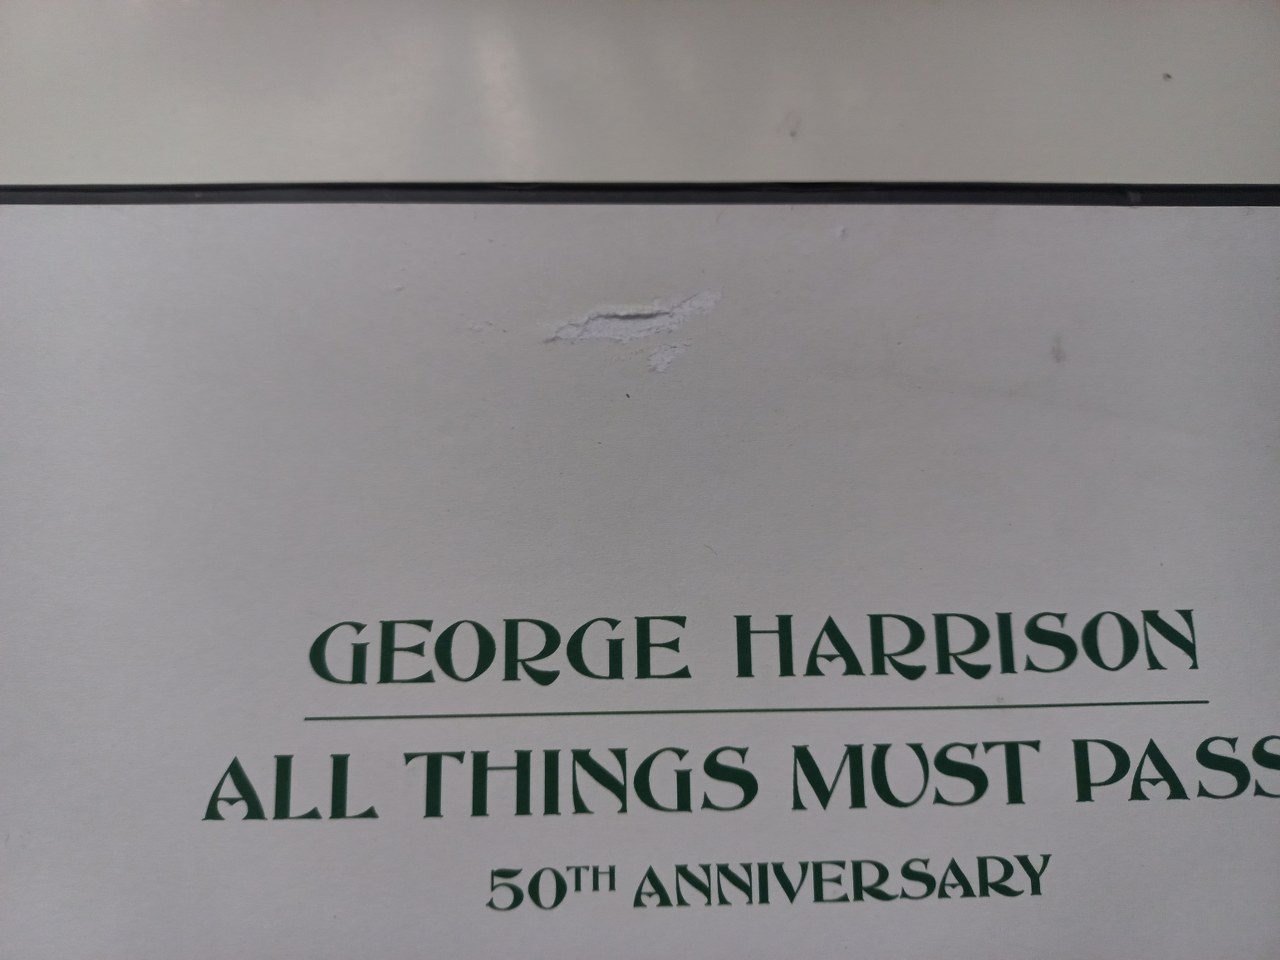 GEORGE HARRISON
ALL THINGS MUST PASS
50TH ANNIVERSARY